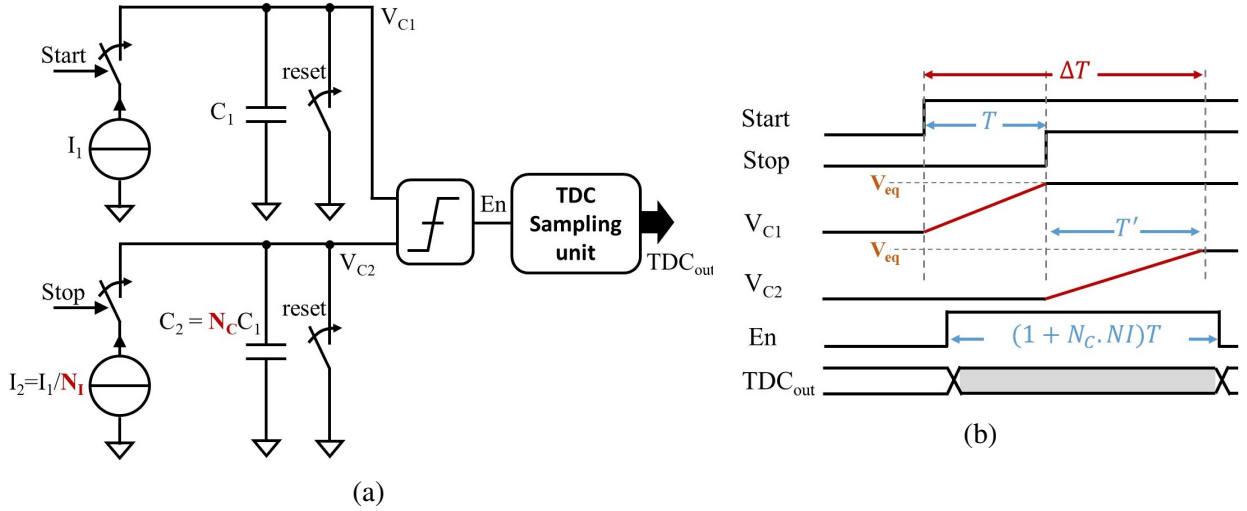 V_C1
Start
reset
I_1
C_1
En
TDC
Sampling
unit
TDC_out
V_C2
Stop
reset
C_2 = N_C C_1
I_2=I_1/N_I
(a)
ΔT
Start
T
Stop
V_eq
V_C1
T'
V_eq
V_C2
En
(1 + N_C. NI)T
TDC_out
(b)